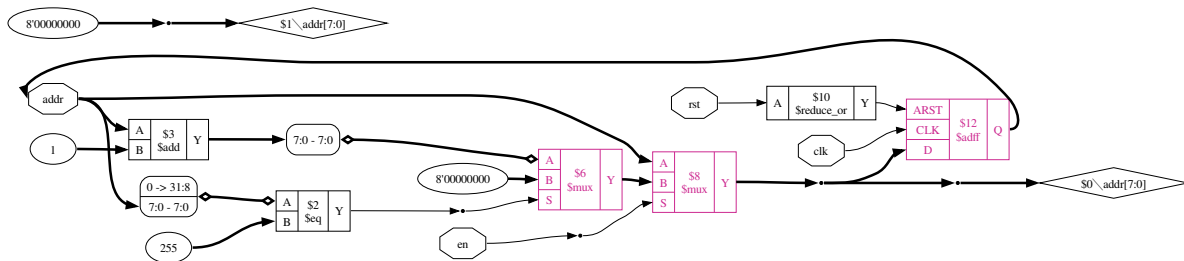 8'00000000
$1\addr[7:0]
addr
1
A
B
$3
$add
Y
7:0 - 7:0
0 -> 31:8
7:0 - 7:0
255
A
B
$2
$eq
Y
8'00000000
en
A
B
S
$6
$mux
Y
A
B
S
$8
$mux
Y
rst
A
$10
$reduce_or
Y
clk
ARST
CLK
D
$12
$adff
Q
$0\addr[7:0]